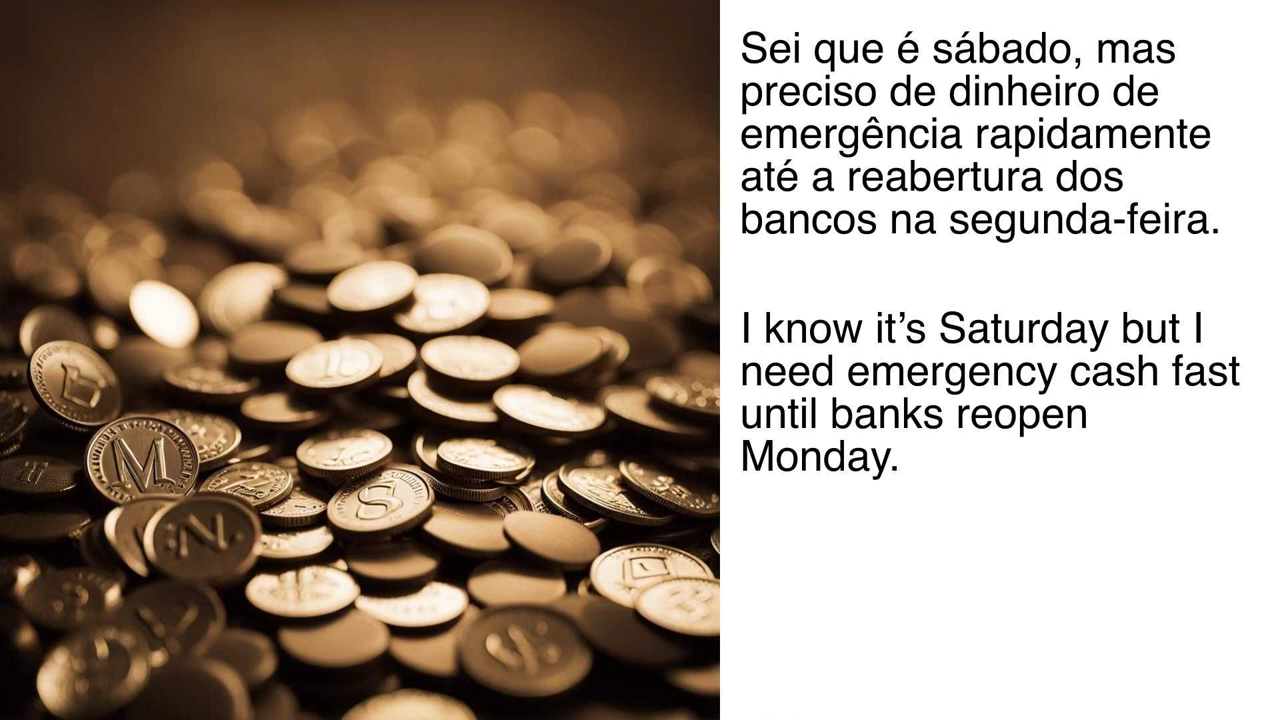 Sei que é sábado, mas
preciso de dinheiro de
emergência rapidamente
até a reabertura dos
bancos na segunda-feira.
I know it’s Saturday but I
need emergency cash fast
until banks reopen
Monday.